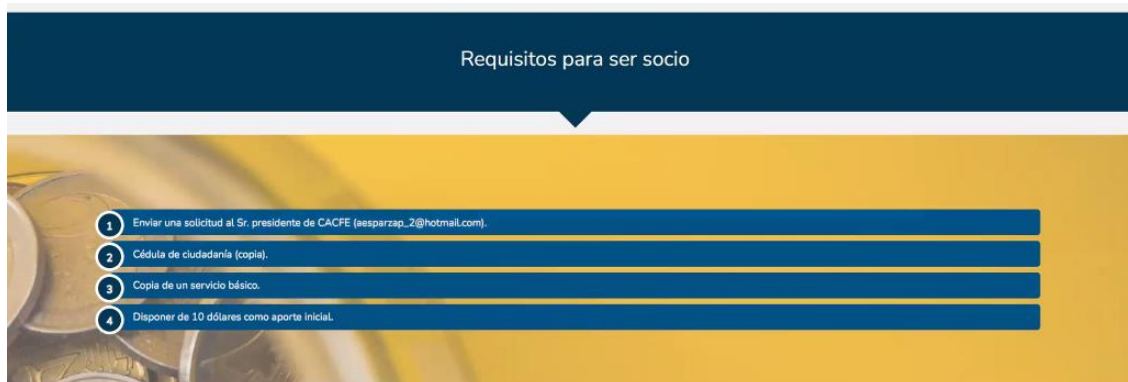 Requisitos para ser socio
1 Enviar una solicitud al Sr. presidente de CACFE (aesparzap_2@hotmail.com).
2 Cédula de ciudadanía (copia).
3 Copia de un servicio básico.
4 Disponer de 10 dólares como aporte inicial.